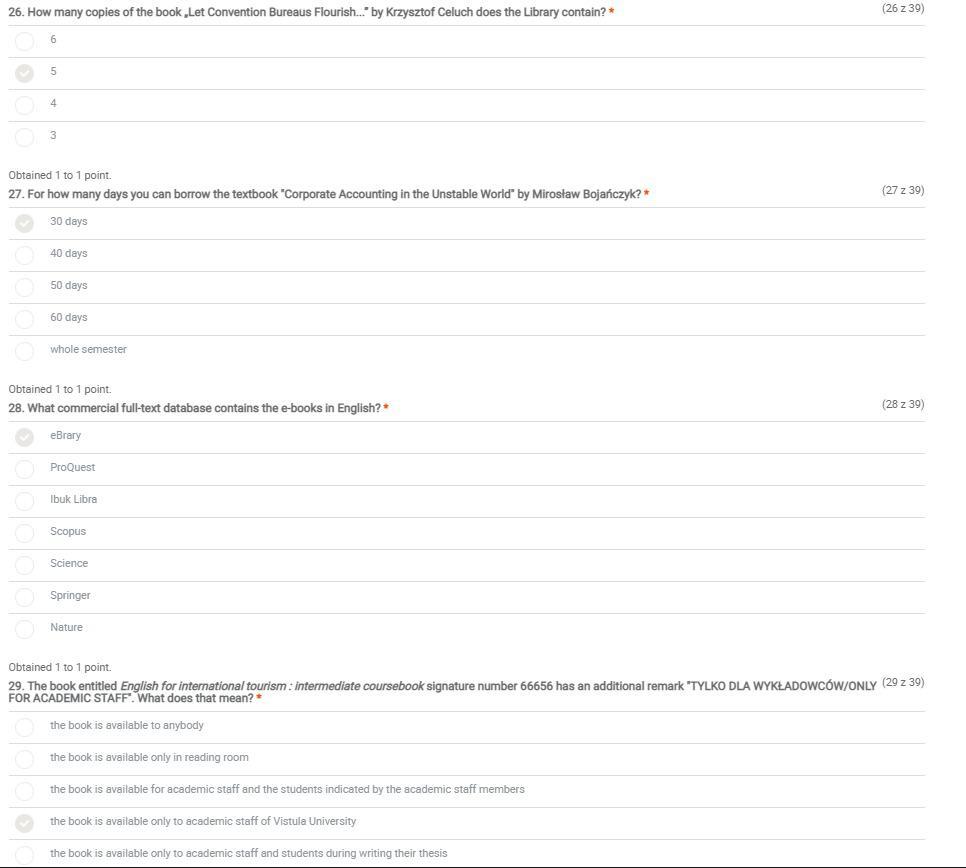 26. How many copies of the book „Let Convention Bureaus Flourish...” by Krzysztof Celuch does the Library contain? *
(26 z 39)
6
5
4
3
Obtained 1 to 1 point.
27. For how many days you can borrow the textbook "Corporate Accounting in the Unstable World" by Mirosław Bojańczyk? *
(27 z 39)
30 days
40 days
50 days
60 days
whole semester
Obtained 1 to 1 point.
28. What commercial full-text database contains the e-books in English? *
(28 z 39)
eBrary
ProQuest
Ibuk Libra
Scopus
Science
Springer
Nature
Obtained 1 to 1 point.
29. The book entitled English for international tourism : intermediate coursebook signature number 66656 has an additional remark "TYLKO DLA WYKŁADOWCÓW/ONLY
(29 z 39)
FOR ACADEMIC STAFF". What does that mean? *
the book is available to anybody
the book is available only in reading room
the book is available for academic staff and the students indicated by the academic staff members
the book is available only to academic staff of Vistula University
the book is available only to academic staff and students during writing their thesis